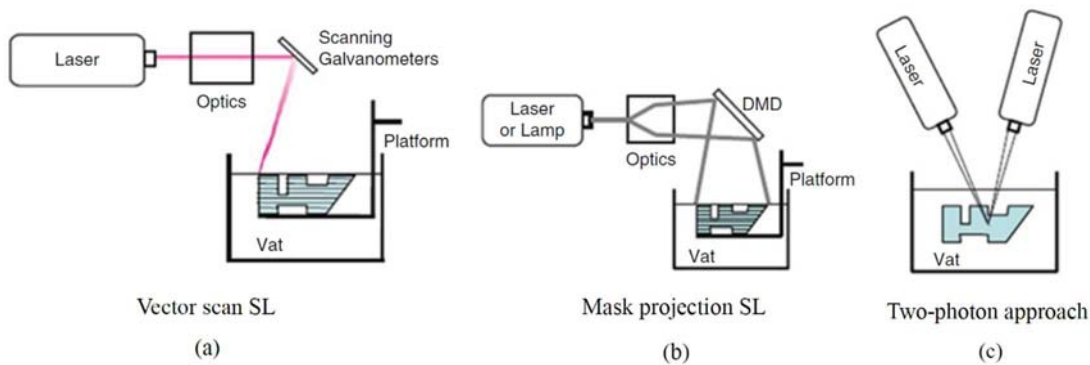 Laser
Optics
Scanning
Galvanometers
Platform
Vat
Vector scan SL
(a)
Laser
or Lamp
Optics
DMD
Platform
Vat
Mask projection SL
(b)
Laser
Laser
Vat
Two-photon approach
(c)